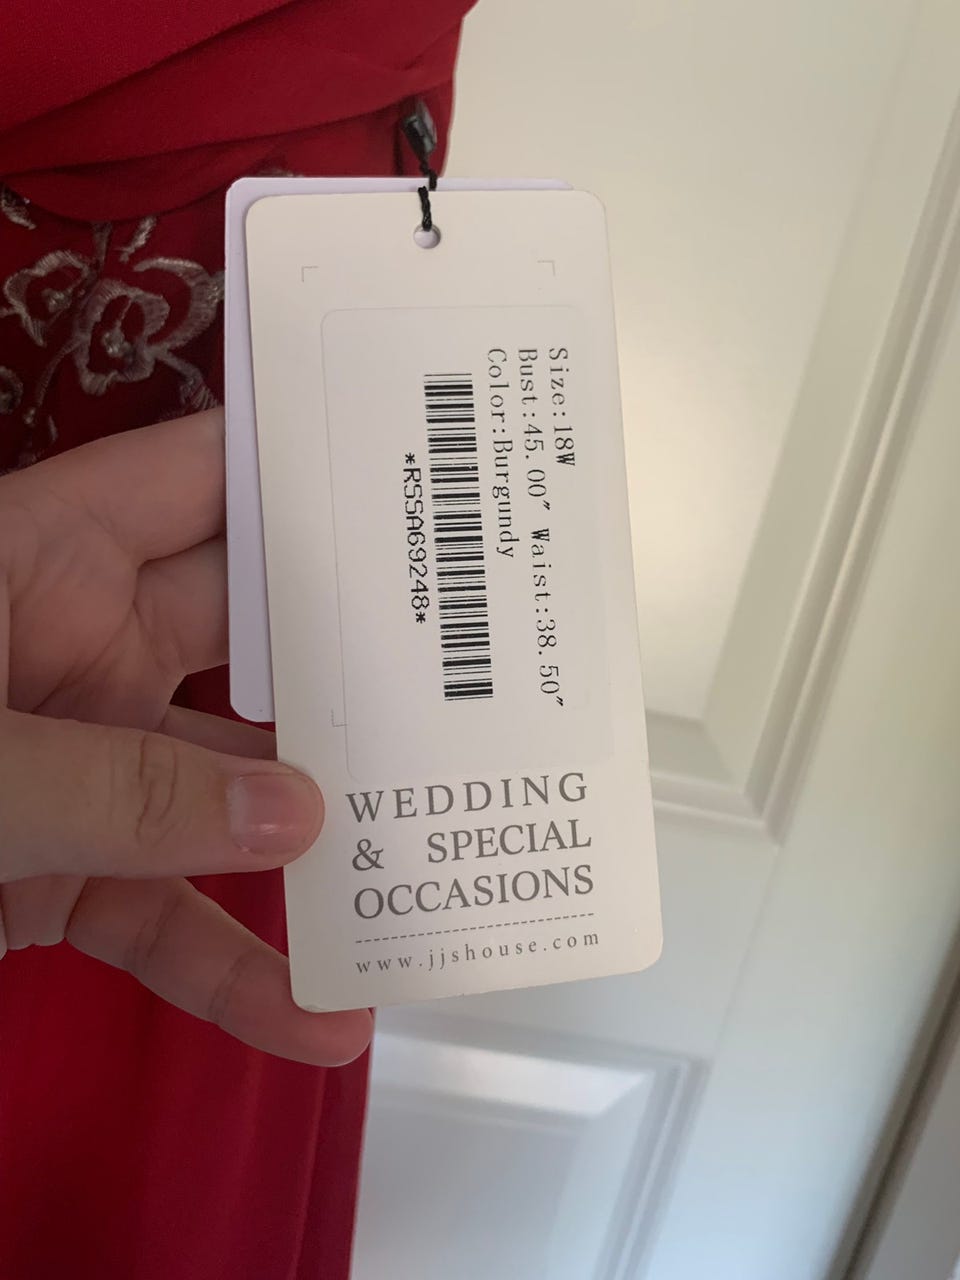 Size:18W
Bust:45.00" Waist:38.50"
Color:Burgundy
*RSSA69248*
WEDDING
& SPECIAL
OCCASIONS
www.jjshouse.com